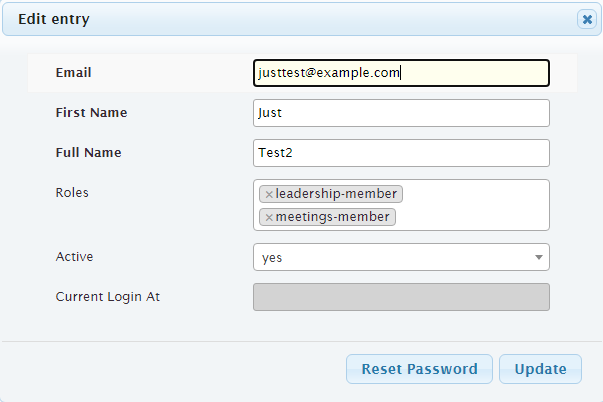 Edit entry
Email justtest@example.com
First Name Just
Full Name Test2
Roles ×leadership-member
×meetings-member
Active yes
Current Login At
Reset Password Update